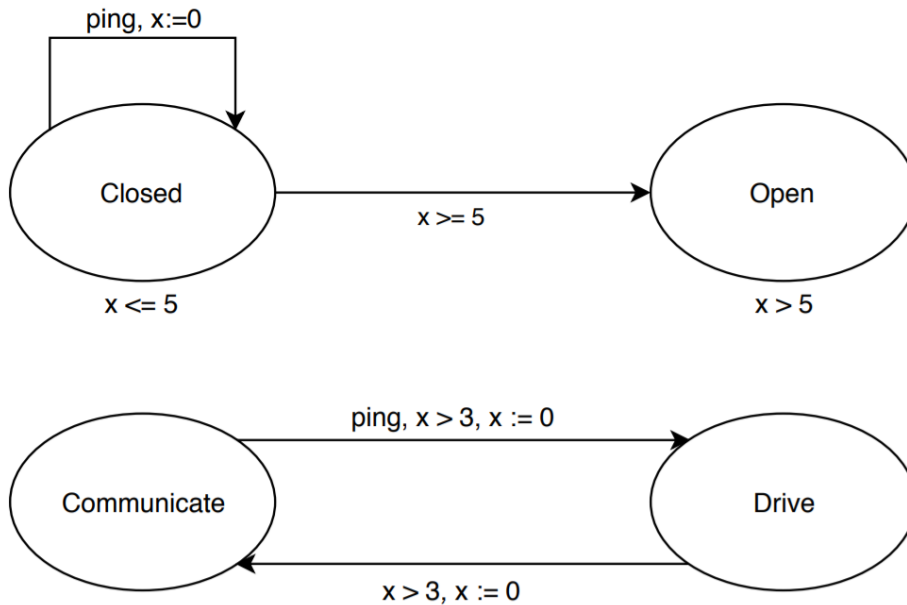 ping, x:=0
Closed
Open
x >= 5
x <= 5
x > 5
ping, x > 3, x := 0
Communicate
Drive
x > 3, x := 0